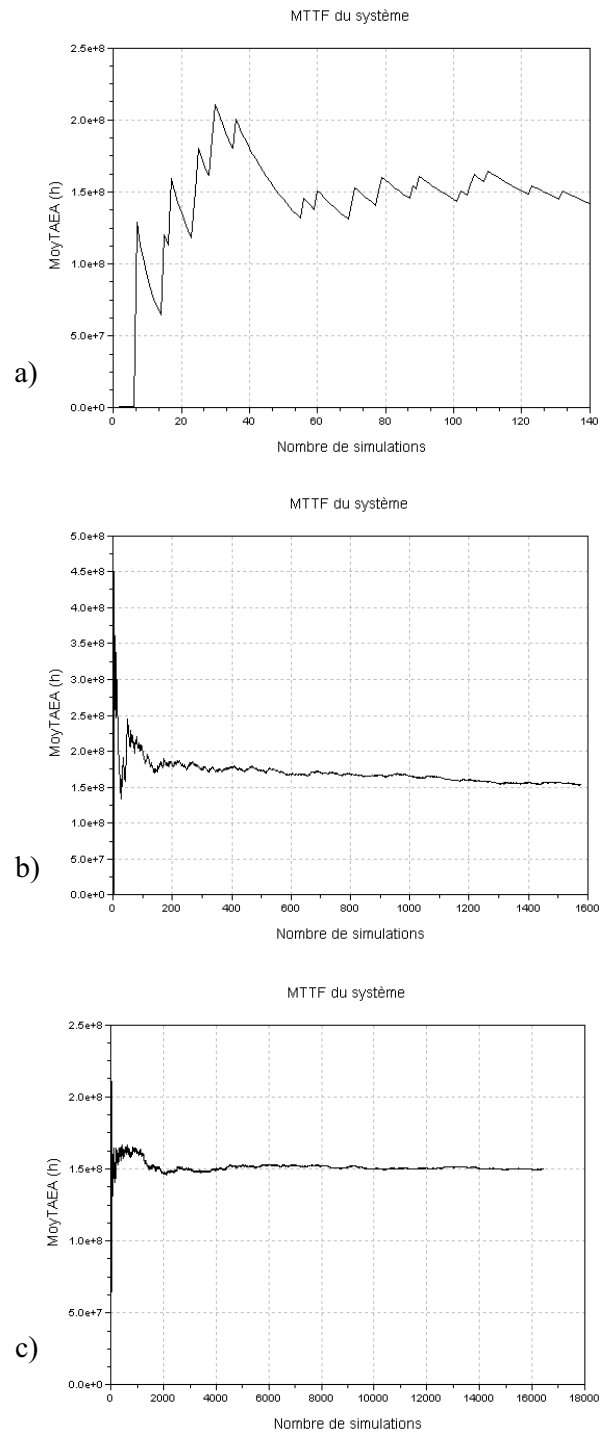 MTTF du système
2.5e+8
2.0e+8
1.5e+8
1.0e+8
5.0e+7
0.0e+0
MoyTAEA (h)
0 20 40 60 80 100 120 140
Nombre de simulations
a)
MTTF du système
5.0e+8
4.5e+8
4.0e+8
3.5e+8
3.0e+8
2.5e+8
2.0e+8
1.5e+8
1.0e+8
5.0e+7
0.0e+0
MoyTAEA (h)
0 200 400 600 800 1000 1200 1400 1600
Nombre de simulations
b)
MTTF du système
2.5e+8
2.0e+8
1.5e+8
1.0e+8
5.0e+7
0.0e+0
MoyTAEA (h)
0 2000 4000 6000 8000 10000 12000 14000 16000 18000
Nombre de simulations
c)